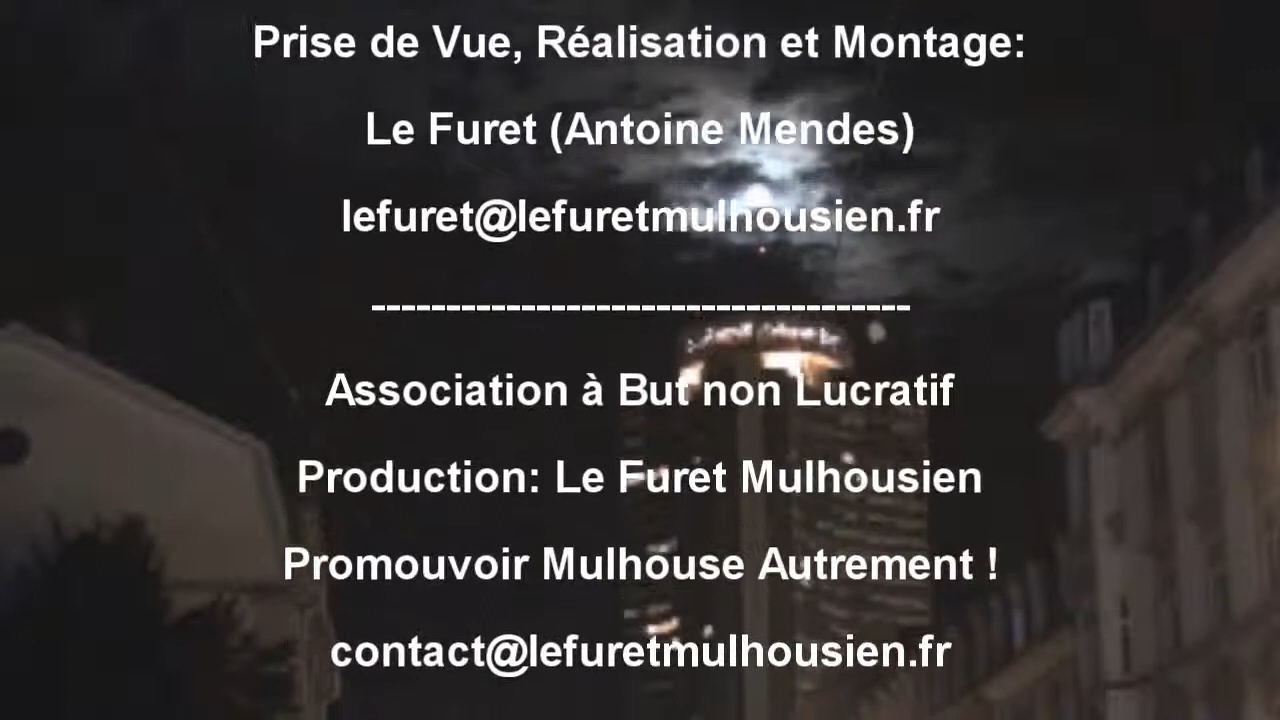 Prise de Vue, Réalisation et Montage:
Le Furet (Antoine Mendes)
lefuret@lefuretmulhousien.fr
------------------------------------
Association à But non Lucratif
Production: Le Furet Mulhousien
Promouvoir Mulhouse Autrement !
contact@lefuretmulhousien.fr